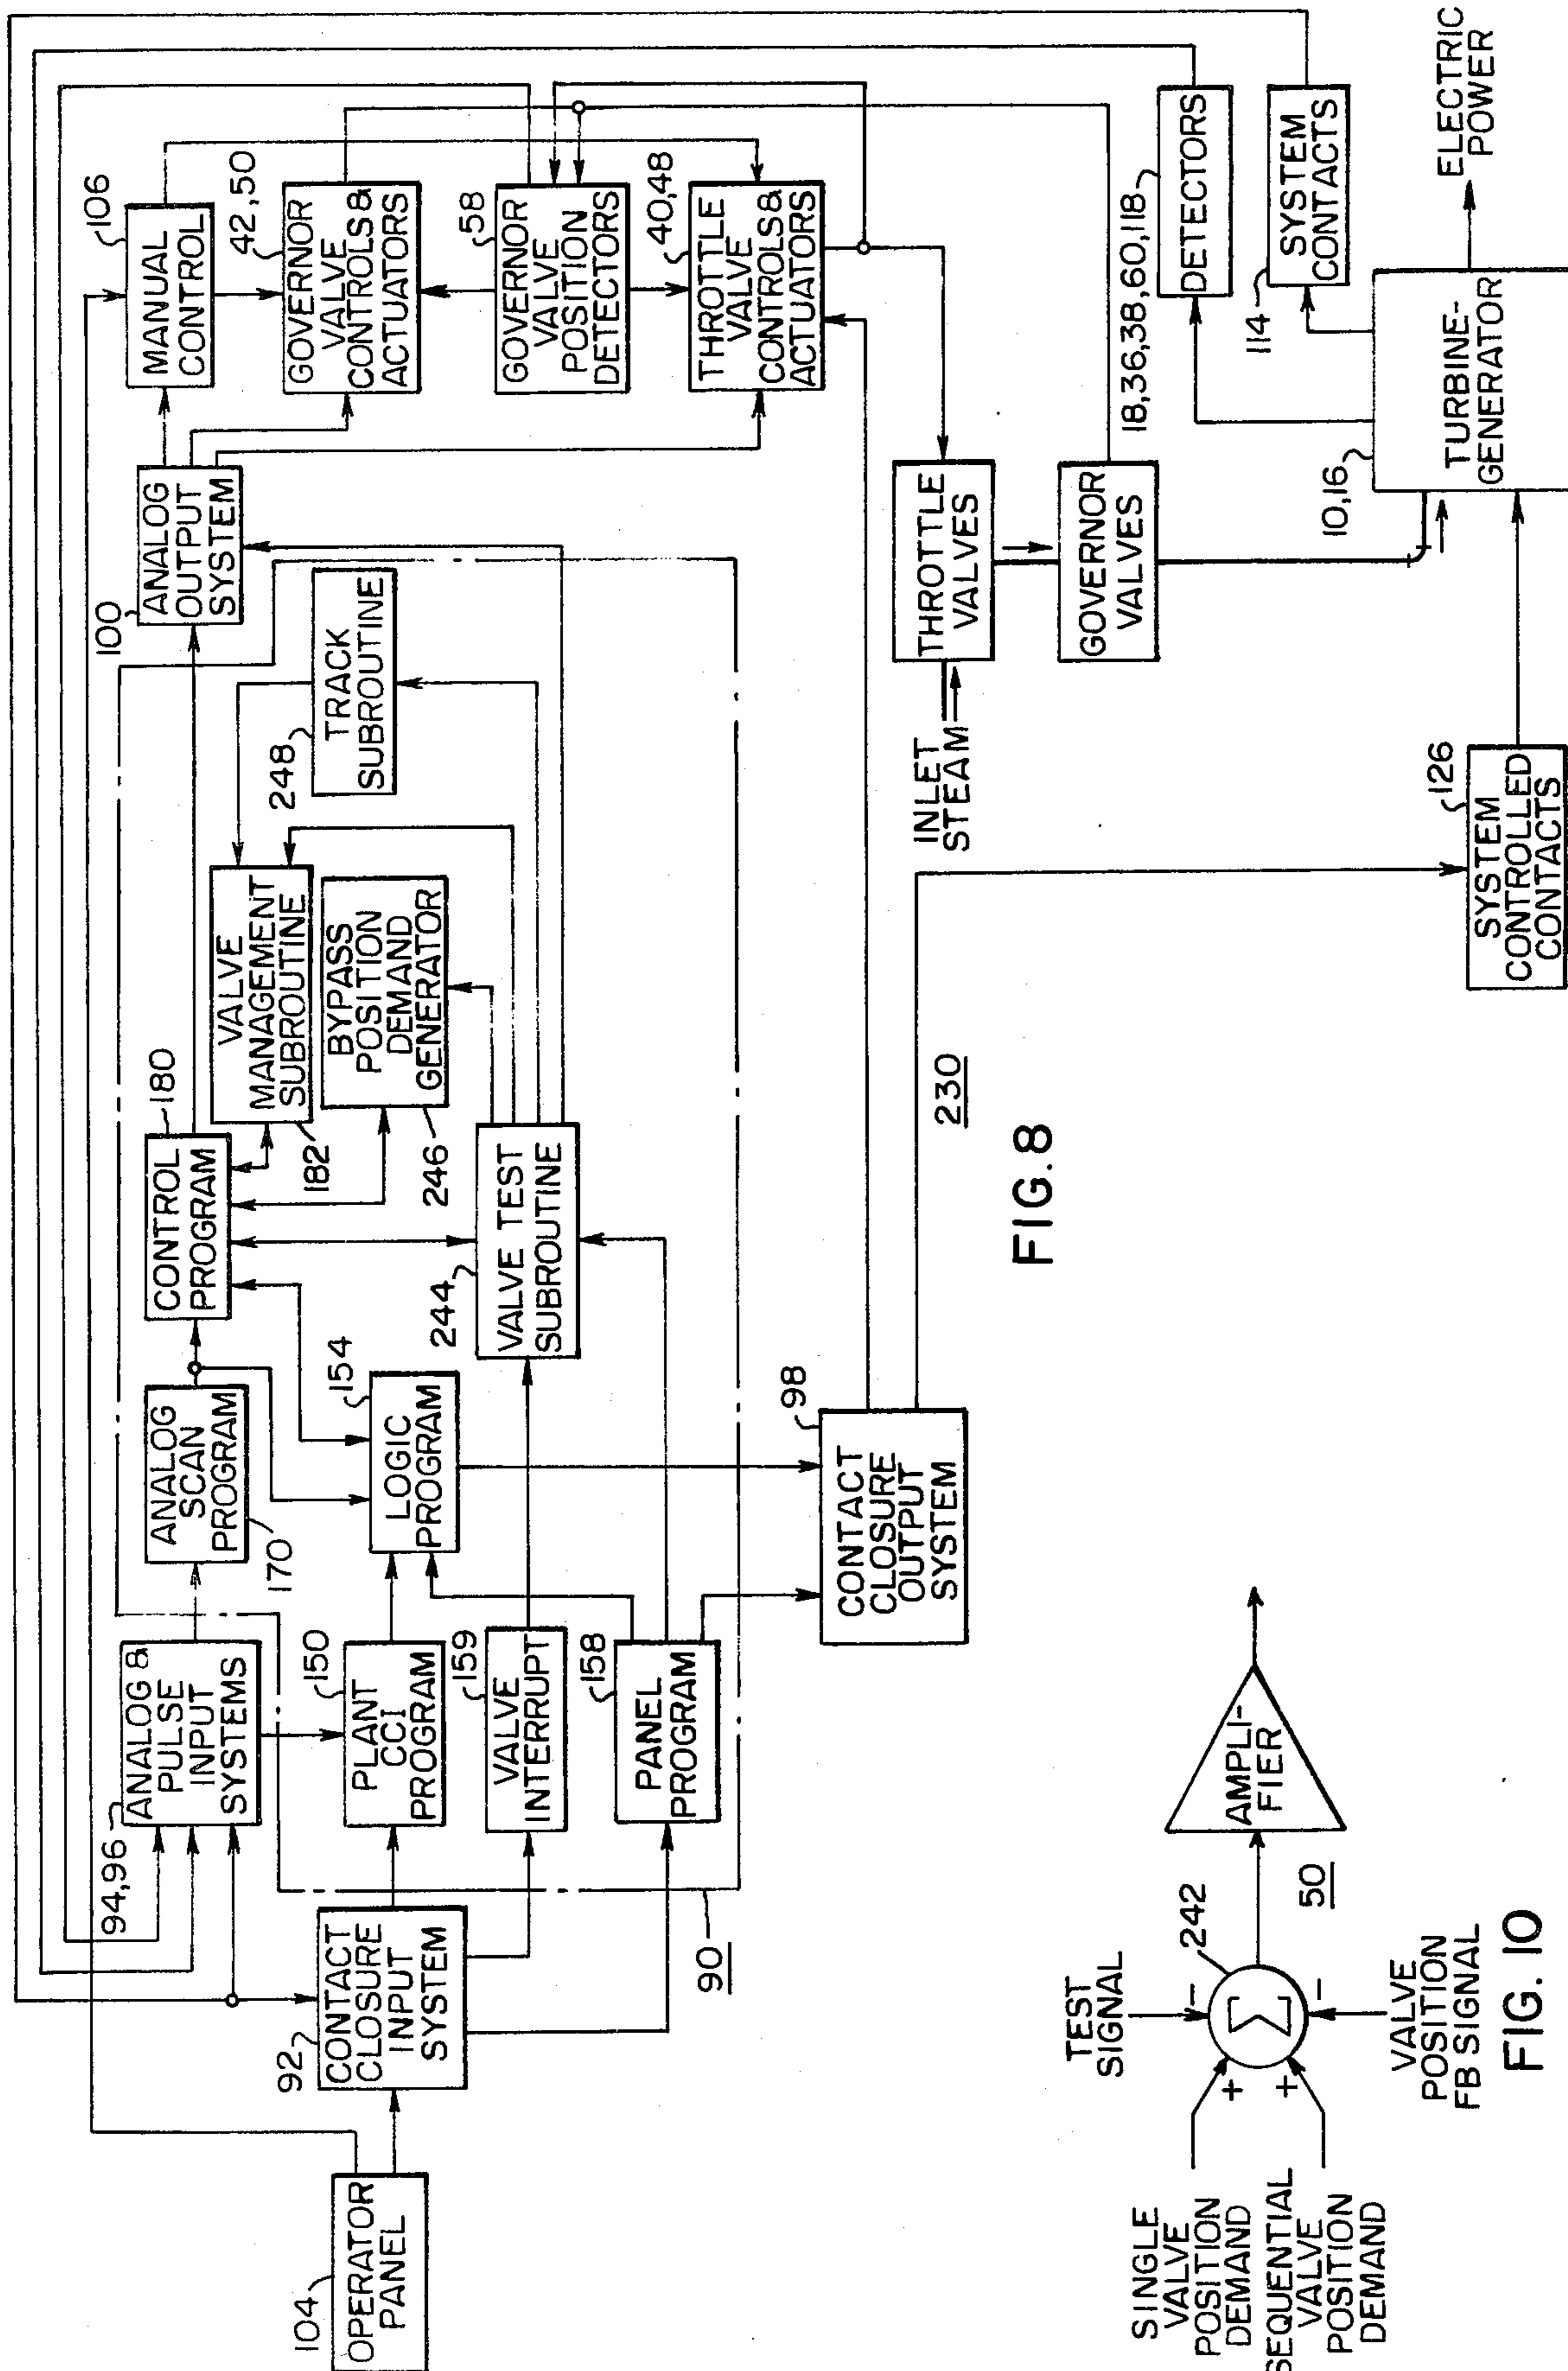 104
OPERATOR
PANEL
92
CONTACT
CLOSURE
INPUT
SYSTEM
94,96
ANALOG &
PULSE
INPUT
SYSTEMS
150
PLANT
CCI
PROGRAM
159
VALVE
INTERRUPT
158
PANEL
PROGRAM
90
ANALOG
SCAN
PROGRAM
170
154
LOGIC
PROGRAM
180
CONTROL
PROGRAM
244
VALVE TEST
SUBROUTINE
VALVE
MANAGEMENT
SUBROUTINE
182
BYPASS
POSITION
DEMAND
GENERATOR
246
248
TRACK
SUBROUTINE
98
CONTACT
CLOSURE
OUTPUT
SYSTEM
100
ANALOG
OUTPUT
SYSTEM
106
MANUAL
CONTROL
42,50
GOVERNOR
VALVE
CONTROLS &
ACTUATORS
58
GOVERNOR
VALVE
POSITION
DETECTORS
40,48
THROTTLE
VALVE
CONTROLS &
ACTUATORS
INLET
STEAM
THROTTLE
VALVES
GOVERNOR
VALVES
18,36,38,60,118
DETECTORS
114
SYSTEM
CONTACTS
10,16
TURBINE-
GENERATOR
ELECTRIC
POWER
126
SYSTEM
CONTROLLED
CONTACTS
230
FIG.8
TEST
SIGNAL
SINGLE
VALVE
POSITION
DEMAND
SEQUENTIAL
VALVE
POSITION
DEMAND
-
+
+
-
Σ
242
50
AMPLI-
FIER
VALVE
POSITION
FB SIGNAL
FIG. 10